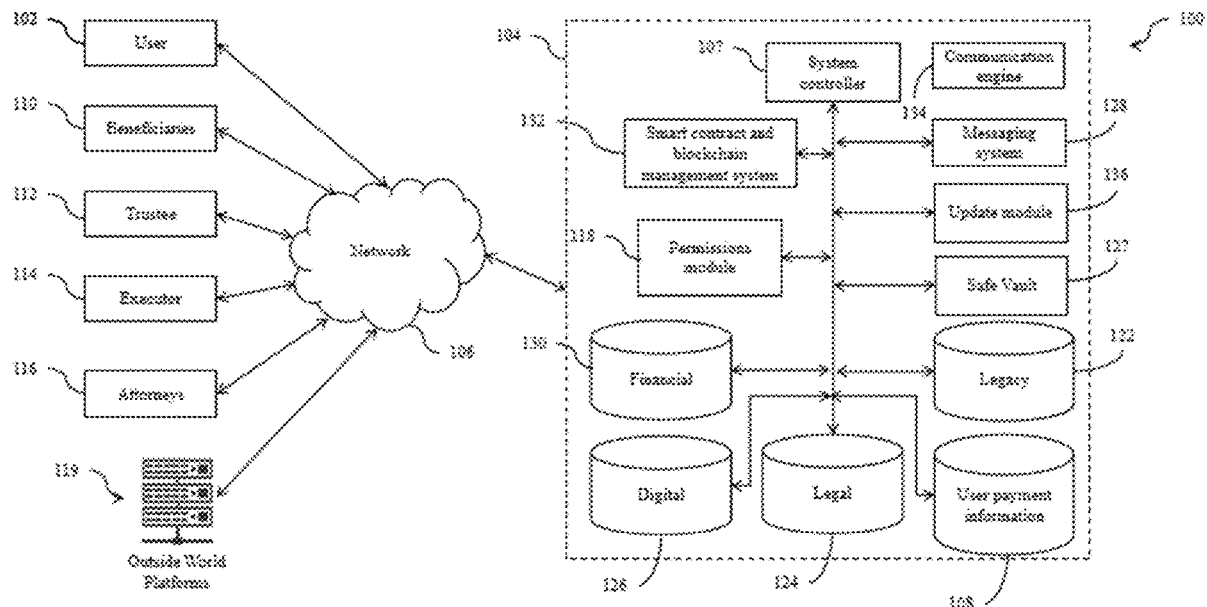 102
User
110
Beneficiaries
112
Trustee
114
Executor
116
Attorneys
119
Outside World
Platforms
Network
106
100
104
107
System
controller
Communication
engine
134
132
Smart contract and
blockchain
management system
Messaging
system
128
118
Permissions
module
Update module
136
Safe Vault
127
130
Financial
Legacy
122
Digital
126
Legal
124
User payment
information
108